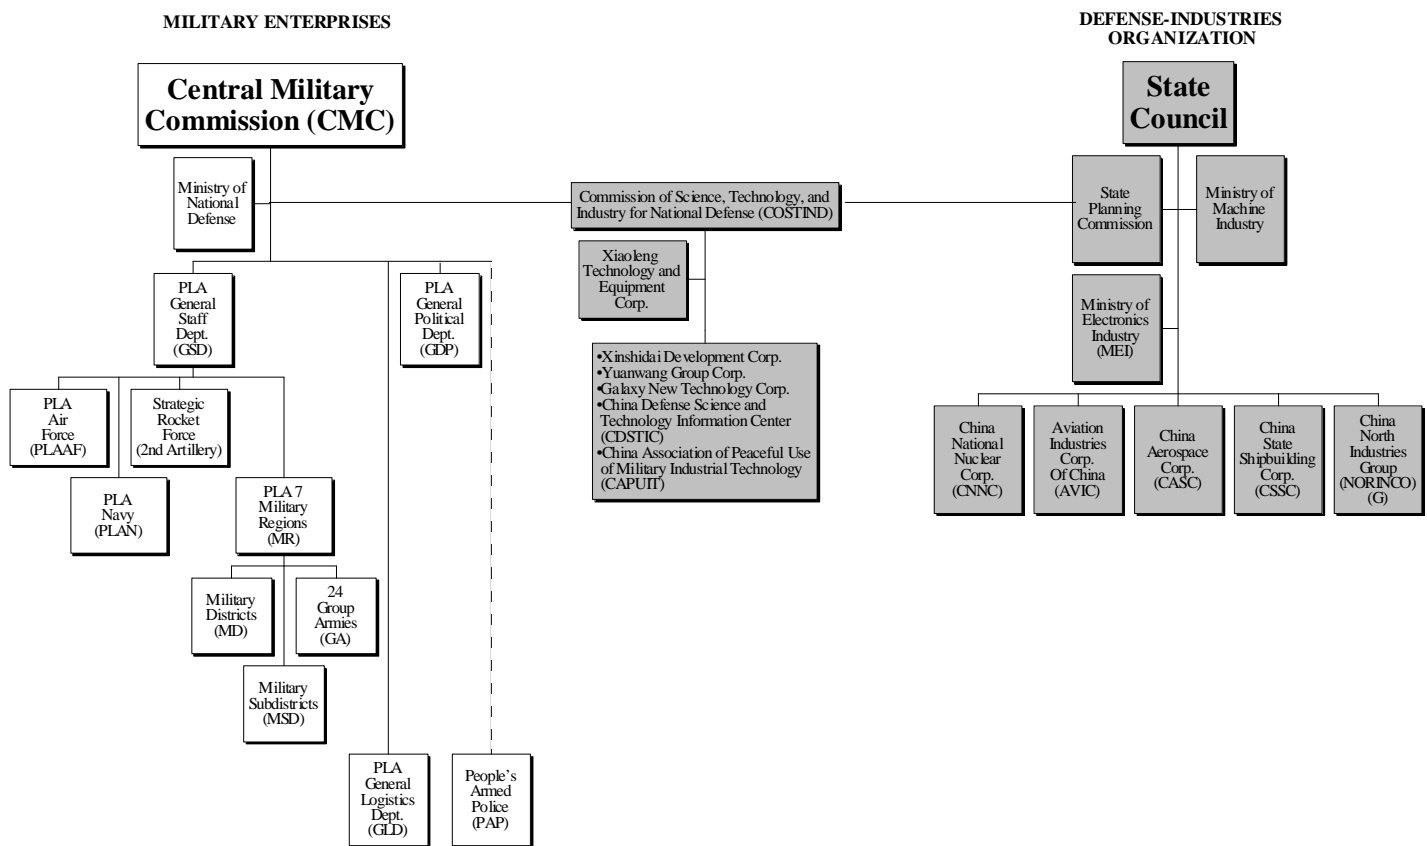 MILITARY ENTERPRISES
DEFENSE-INDUSTRIES
ORGANIZATION
Central Military
Commission (CMC)
State
Council
Ministry of
National
Defense
Commission of Science, Technology, and
Industry for National Defense (COSTIND)
State
Planning
Commission
Ministry of
Machine
Industry
Xiaoleng
Technology and
Equipment
Corp.
PLA
General
Staff
Dept.
(GSD)
PLA
General
Political
Dept.
(GDP)
Ministry of
Electronics
Industry
(MEI)
•Xinshidai Development Corp.
•Yuanwang Group Corp.
•Galaxy New Technology Corp.
•China Defense Science and
Technology Information Center
(CDSTIC)
•China Association of Peaceful Use
of Military Industrial Technology
(CAPUIT)
PLA
Air
Force
(PLAAF)
Strategic
Rocket
Force
(2nd Artillery)
PLA
Navy
(PLAN)
PLA 7
Military
Regions
(MR)
China
National
Nuclear
Corp.
(CNNC)
Aviation
Industries
Corp.
Of China
(AVIC)
China
Aerospace
Corp.
(CASC)
China
State
Shipbuilding
Corp.
(CSSC)
China
North
Industries
Group
(NORINCO)
(G)
Military
Districts
(MD)
24
Group
Armies
(GA)
Military
Subdistricts
(MSD)
PLA
General
Logistics
Dept.
(GLD)
People's
Armed
Police
(PAP)